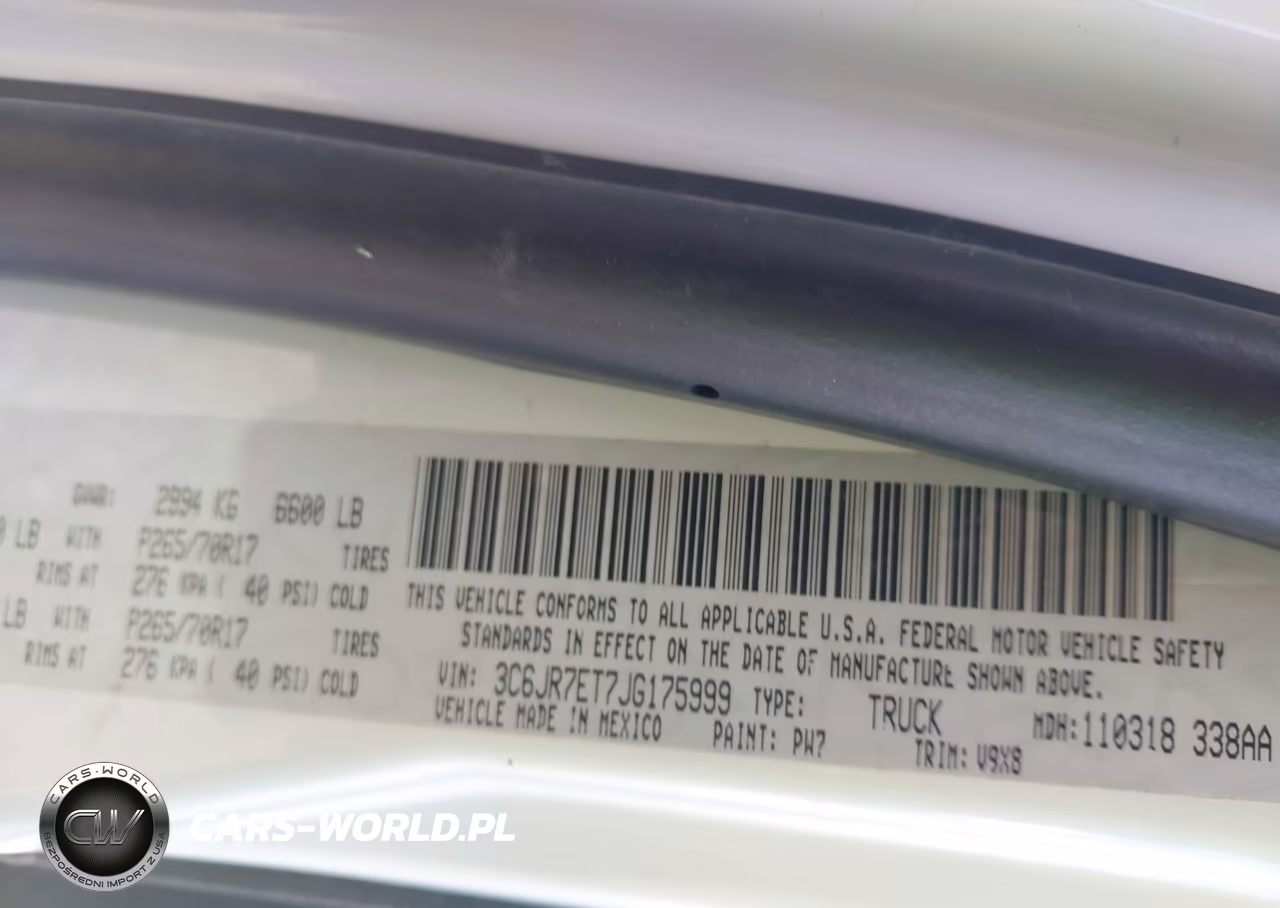 GVWR: 2994 KG 6600 LB
LB WITH P265/70R17 TIRES
RIMS AT 276 KPA ( 40 PSI) COLD
LB WITH P265/70R17 TIRES
RIMS AT 276 KPA ( 40 PSI) COLD
THIS VEHICLE CONFORMS TO ALL APPLICABLE U.S.A. FEDERAL MOTOR VEHICLE SAFETY
STANDARDS IN EFFECT ON THE DATE OF MANUFACTURE SHOWN ABOVE.
VIN: 3C6JR7ET7JG175999 TYPE: TRUCK MDH:110318 338AA
VEHICLE MADE IN MEXICO PAINT: PW7 TRIM: V9X8
CARS-WORLD
CW
BEZPOŚREDNI IMPORT Z USA
CARS-WORLD.PL